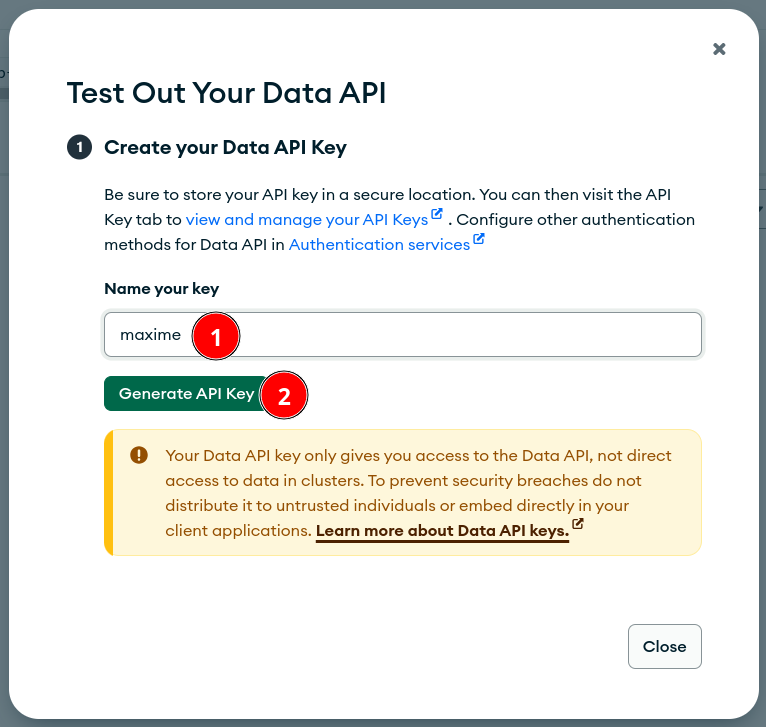 Test Out Your Data API
1 Create your Data API Key
Be sure to store your API key in a secure location. You can then visit the API
Key tab to view and manage your API Keys . Configure other authentication
methods for Data API in Authentication services
Name your key
maxime 1
Generate API Key 2
Your Data API key only gives you access to the Data API, not direct
access to data in clusters. To prevent security breaches do not
distribute it to untrusted individuals or embed directly in your
client applications. Learn more about Data API keys.
Close